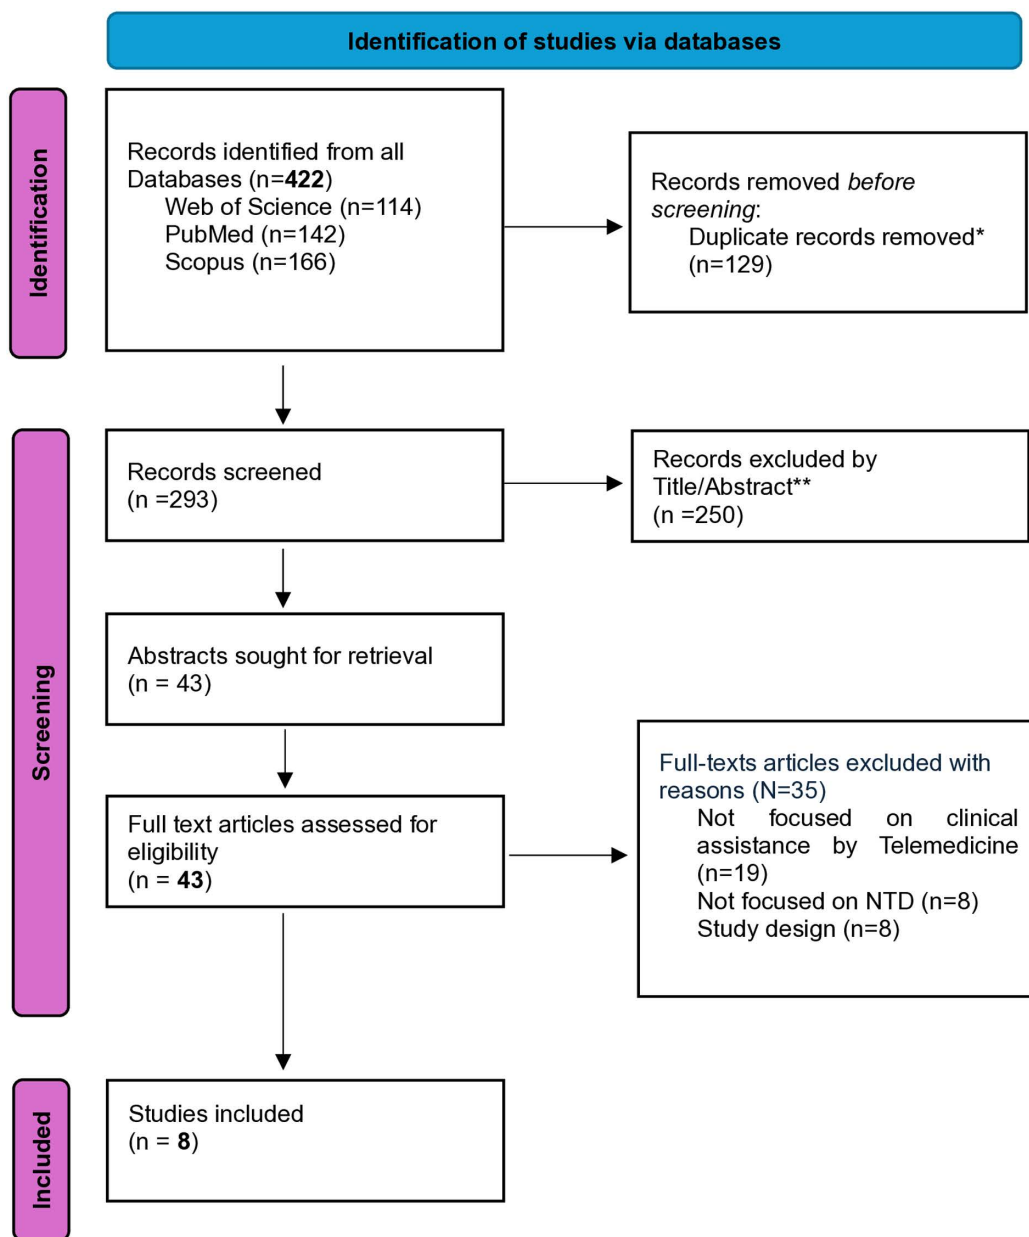 Identification of studies via databases
Identification
Records identified from all
Databases (n=422)
Web of Science (n=114)
PubMed (n=142)
Scopus (n=166)
Records removed before
screening:
Duplicate records removed*
(n=129)
Screening
Records screened
(n =293)
Records excluded by
Title/Abstract**
(n =250)
Abstracts sought for retrieval
(n = 43)
Full text articles assessed for
eligibility
(n = 43)
Full-texts articles excluded with
reasons (N=35)
Not focused on clinical
assistance by Telemedicine
(n=19)
Not focused on NTD (n=8)
Study design (n=8)
Included
Studies included
(n = 8)